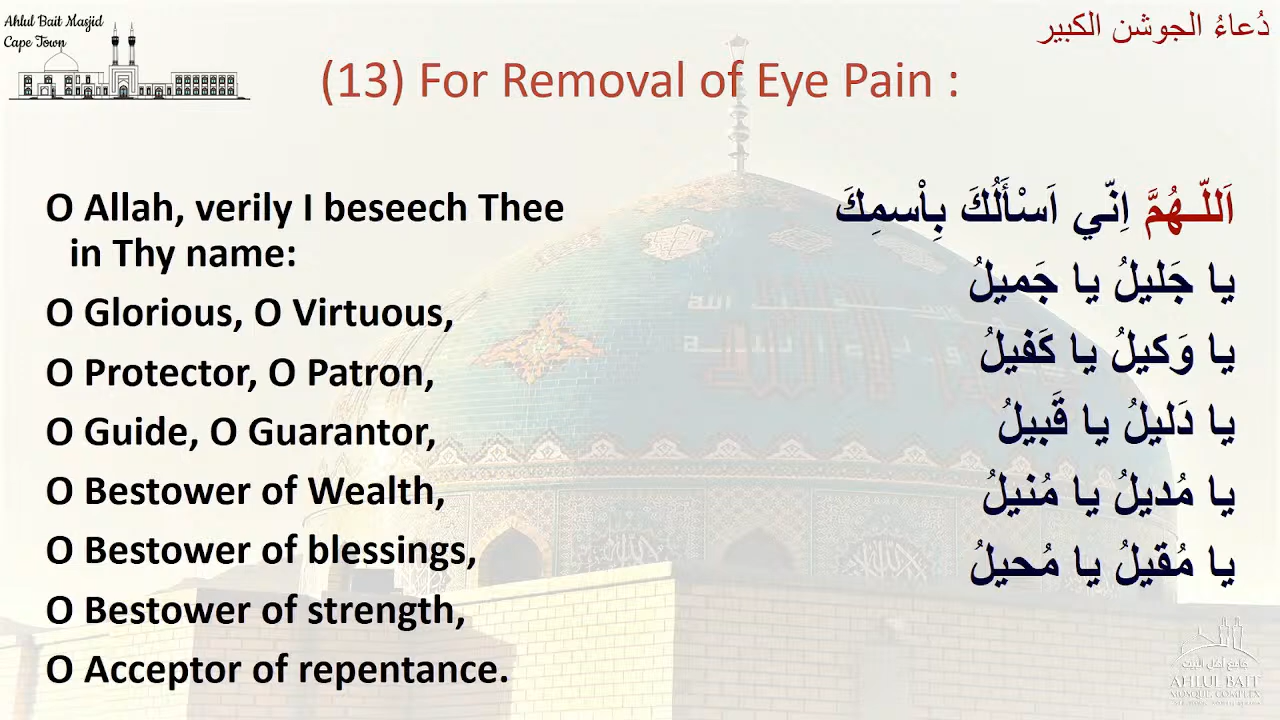 Ahlul Bait Masjid
Cape Town
دُعاءُ الجوشن الكبير
(13) For Removal of Eye Pain :
O Allah, verily I beseech Thee
in Thy name:
O Glorious, O Virtuous,
O Protector, O Patron,
O Guide, O Guarantor,
O Bestower of Wealth,
O Bestower of blessings,
O Bestower of strength,
O Acceptor of repentance.
اَللّـهُمَّ اِنّي اَسْأَلُكَ بِاْسمِكَ
يا جَليلُ يا جَميلُ
يا وَكيلُ يا كَفيلُ
يا دَليلُ يا قَبيلُ
يا مُديلُ يا مُنيلُ
يا مُقيلُ يا مُحيلُ
جامع أهل البيت
AHLUL BAIT
MOSQUE COMPLEX